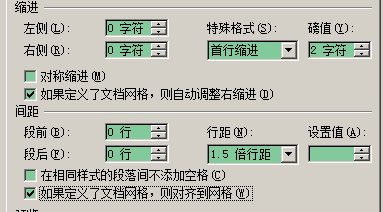 缩进
左侧(L): 0 字符 特殊格式(S): 磅值(Y):
右侧(R): 0 字符 首行缩进 2 字符
对称缩进(M)
如果定义了文档网格，则自动调整右缩进(D)
间距
段前(B): 0 行 行距(N): 设置值(A):
段后(F): 0 行 1.5 倍行距
在相同样式的段落间不添加空格(C)
如果定义了文档网格，则对齐到网格(W)